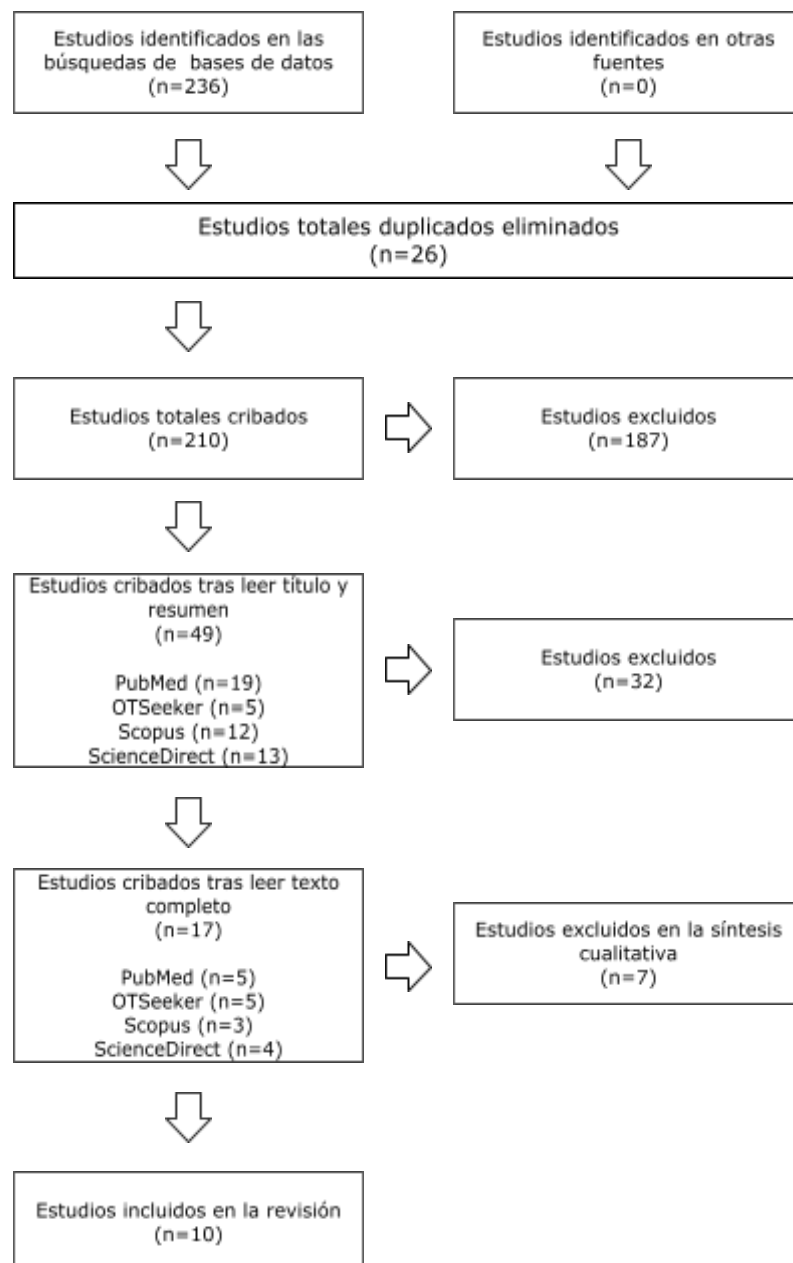 Estudios identificados en las
búsquedas de bases de datos
(n=236)
Estudios identificados en otras
fuentes
(n=0)
Estudios totales duplicados eliminados
(n=26)
Estudios totales cribados
(n=210)
Estudios excluidos
(n=187)
Estudios cribados tras leer título y
resumen
(n=49)
PubMed (n=19)
OTSeeker (n=5)
Scopus (n=12)
ScienceDirect (n=13)
Estudios excluidos
(n=32)
Estudios cribados tras leer texto
completo
(n=17)
PubMed (n=5)
OTSeeker (n=5)
Scopus (n=3)
ScienceDirect (n=4)
Estudios excluidos en la síntesis
cualitativa
(n=7)
Estudios incluidos en la revisión
(n=10)